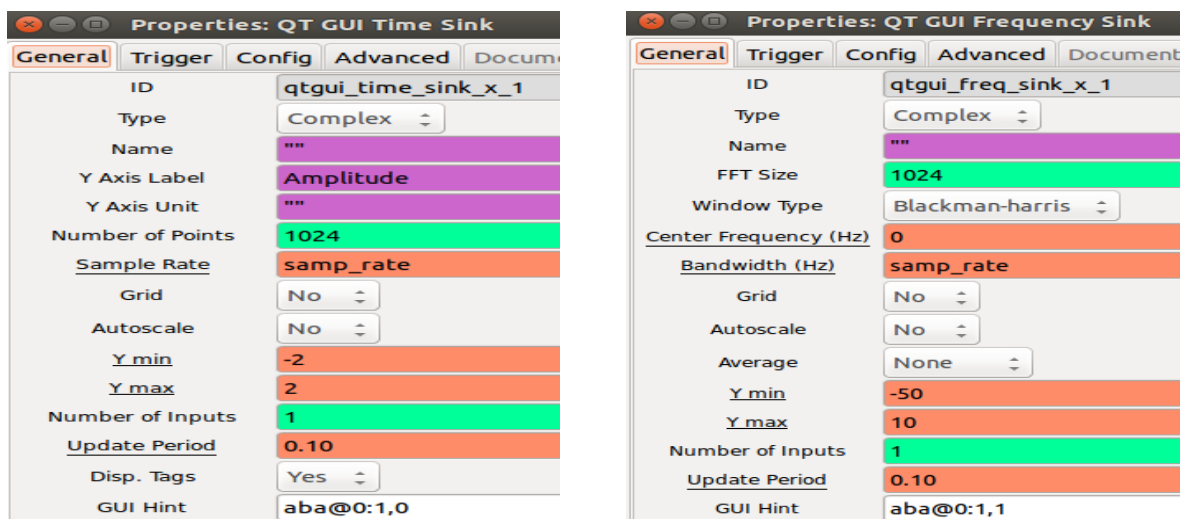 Properties: QT GUI Time Sink
General Trigger Config Advanced Docum
ID qtgui_time_sink_x_1
Type Complex
Name ""
Y Axis Label Amplitude
Y Axis Unit ""
Number of Points 1024
Sample Rate samp_rate
Grid No
Autoscale No
Y min -2
Y max 2
Number of Inputs 1
Update Period 0.10
Disp. Tags Yes
GUI Hint aba@0:1,0
Properties: QT GUI Frequency Sink
General Trigger Config Advanced Document
ID qtgui_freq_sink_x_1
Type Complex
Name ""
FFT Size 1024
Window Type Blackman-harris
Center Frequency (Hz) 0
Bandwidth (Hz) samp_rate
Grid No
Autoscale No
Average None
Y min -50
Y max 10
Number of Inputs 1
Update Period 0.10
GUI Hint aba@0:1,1